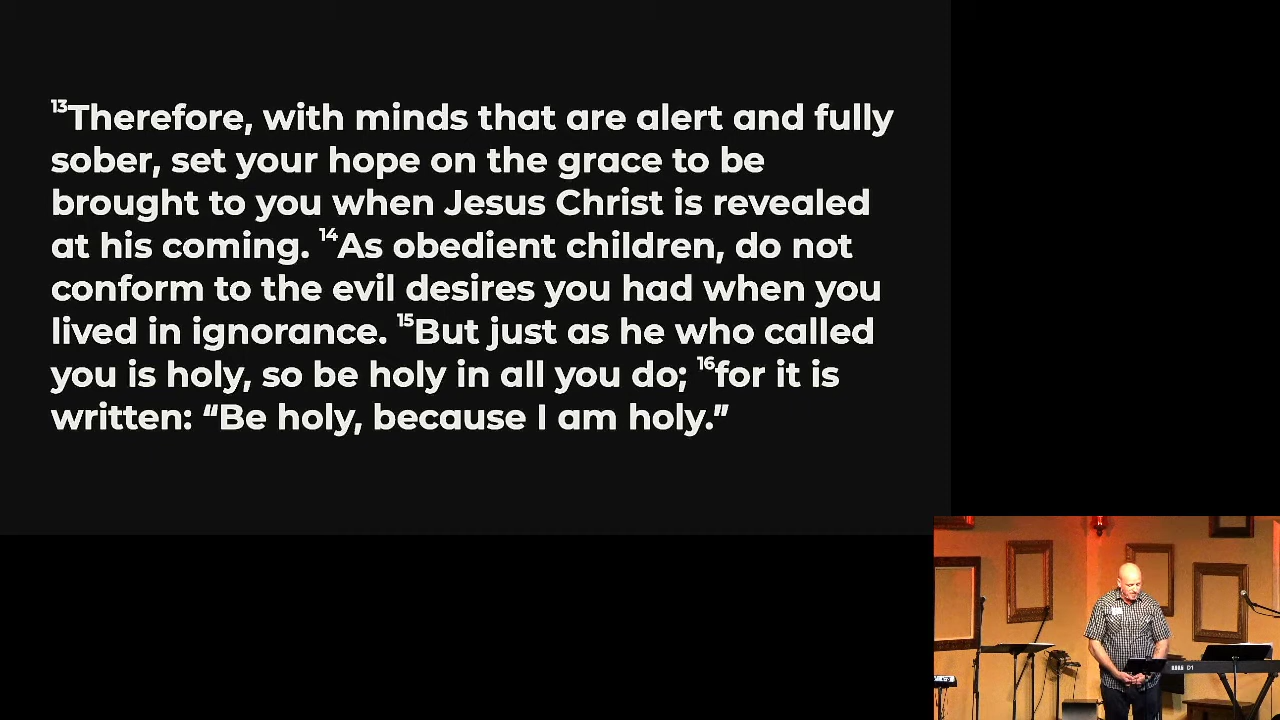 ¹³Therefore, with minds that are alert and fully
sober, set your hope on the grace to be
brought to you when Jesus Christ is revealed
at his coming. ¹⁴As obedient children, do not
conform to the evil desires you had when you
lived in ignorance. ¹⁵But just as he who called
you is holy, so be holy in all you do; ¹⁶for it is
written: “Be holy, because I am holy.”
KORG D1